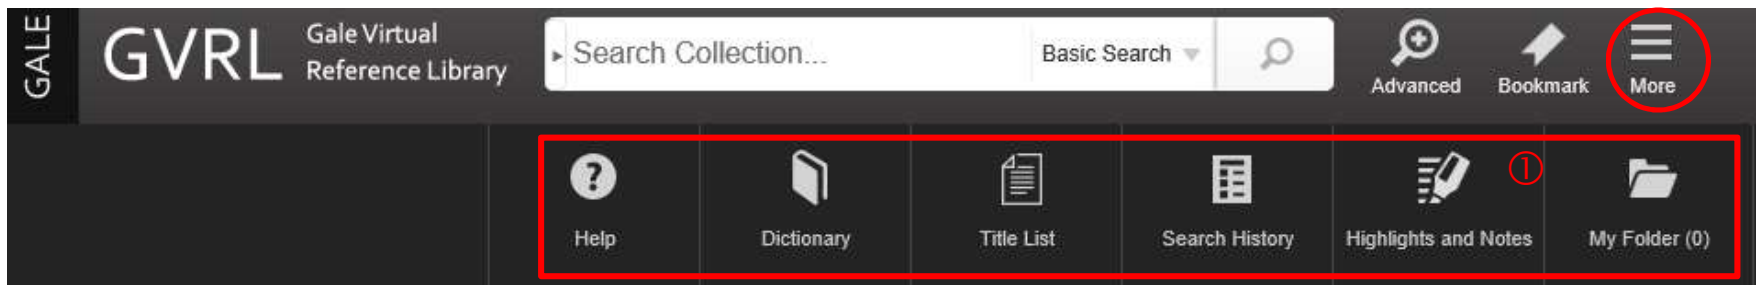 GALE
GVRL
Gale Virtual
Reference Library
Search Collection...
Basic Search
Advanced
Bookmark
More
①
Help
Dictionary
Title List
Search History
Highlights and Notes
My Folder (0)